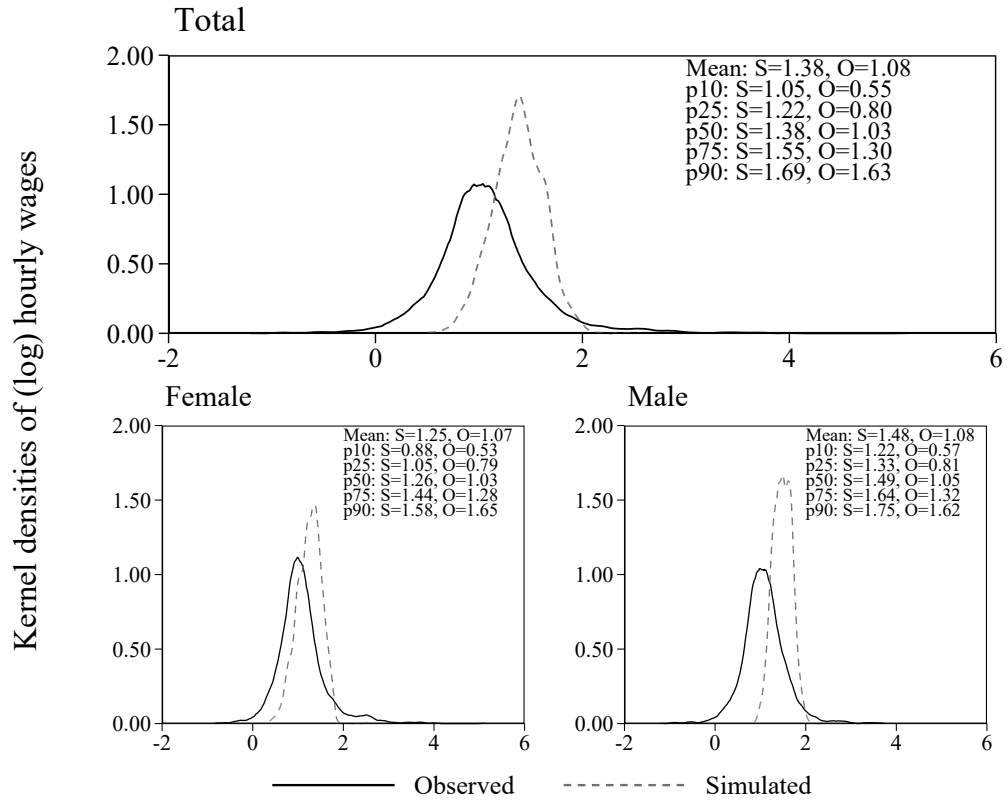 Total
Kernel densities of (log) hourly wages
2.00
1.50
1.00
0.50
0.00
-2
0
2
4
6
Mean: S=1.38, O=1.08
p10: S=1.05, O=0.55
p25: S=1.22, O=0.80
p50: S=1.38, O=1.03
p75: S=1.55, O=1.30
p90: S=1.69, O=1.63
Female
2.00
1.50
1.00
0.50
0.00
-2
0
2
4
6
Mean: S=1.25, O=1.07
p10: S=0.88, O=0.53
p25: S=1.05, O=0.79
p50: S=1.26, O=1.03
p75: S=1.44, O=1.28
p90: S=1.58, O=1.65
Male
2.00
1.50
1.00
0.50
0.00
-2
0
2
4
6
Mean: S=1.48, O=1.08
p10: S=1.22, O=0.57
p25: S=1.33, O=0.81
p50: S=1.49, O=1.05
p75: S=1.64, O=1.32
p90: S=1.75, O=1.62
Observed
Simulated